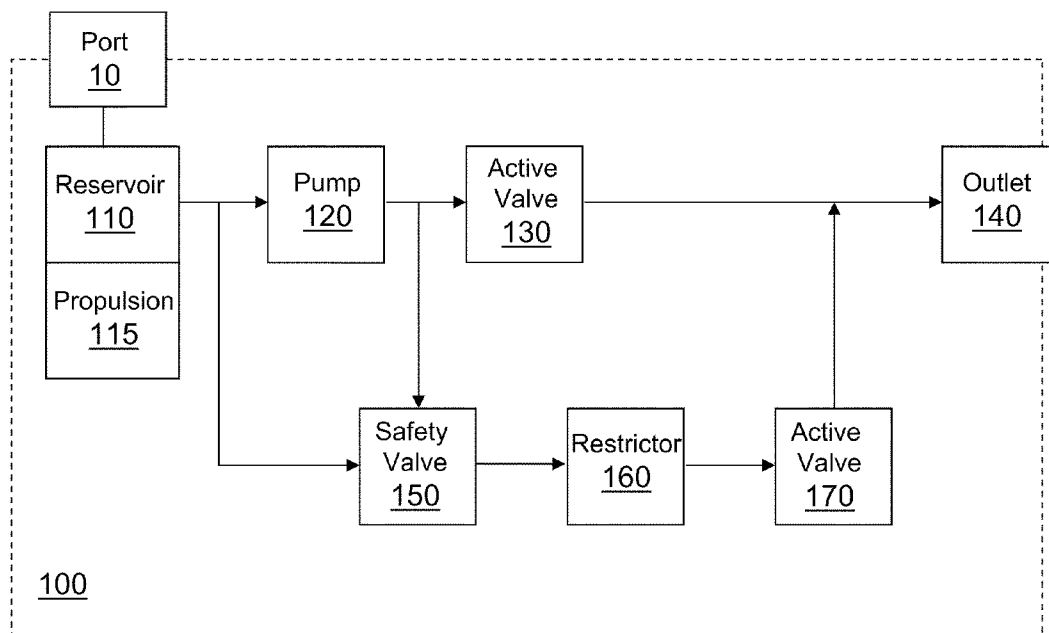 Port
10
Reservoir
110
Propulsion
115
Pump
120
Active
Valve
130
Outlet
140
Safety
Valve
150
Restrictor
160
Active
Valve
170
100